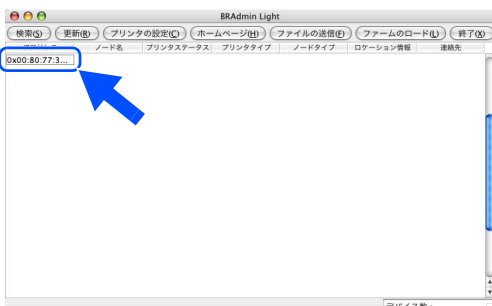 BRAdmin Light
検索(S) 更新(R) プリンタの設定(C) ホームページ(H) ファイルの送信(F) ファームのロード(L) 終了(X)
ノード名 プリンタステータス プリンタタイプ ノードタイプ ロケーション情報 連絡先
0x00:80:77:3...
デバイス数: